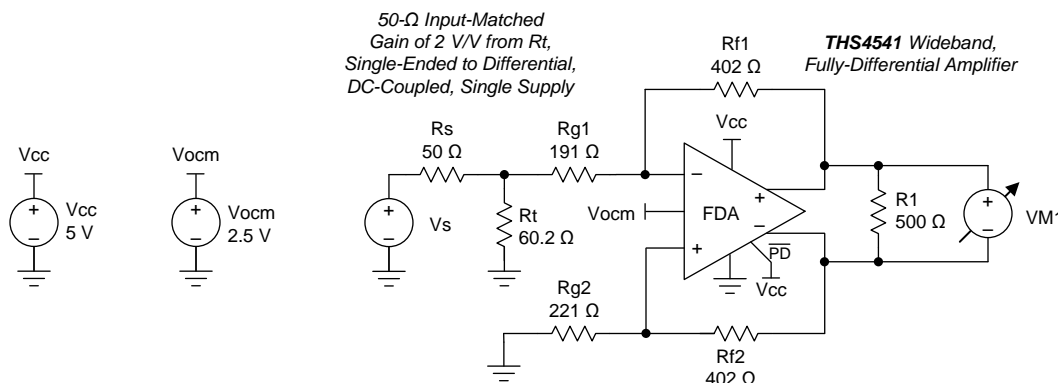 50-Ω Input-Matched
Gain of 2 V/V from Rt,
Single-Ended to Differential,
DC-Coupled, Single Supply
Rf1
402 Ω
THS4541 Wideband,
Fully-Differential Amplifier
Vcc
Vcc
5 V
+
−
Vocm
Vocm
2.5 V
+
−
Rs
50 Ω
Rg1
191 Ω
Vcc
Vs
+
−
Rt
60.2 Ω
Vocm
−
+
FDA
+
−
PD
Vcc
R1
500 Ω
+
−
VM1
Rg2
221 Ω
Rf2
402 Ω